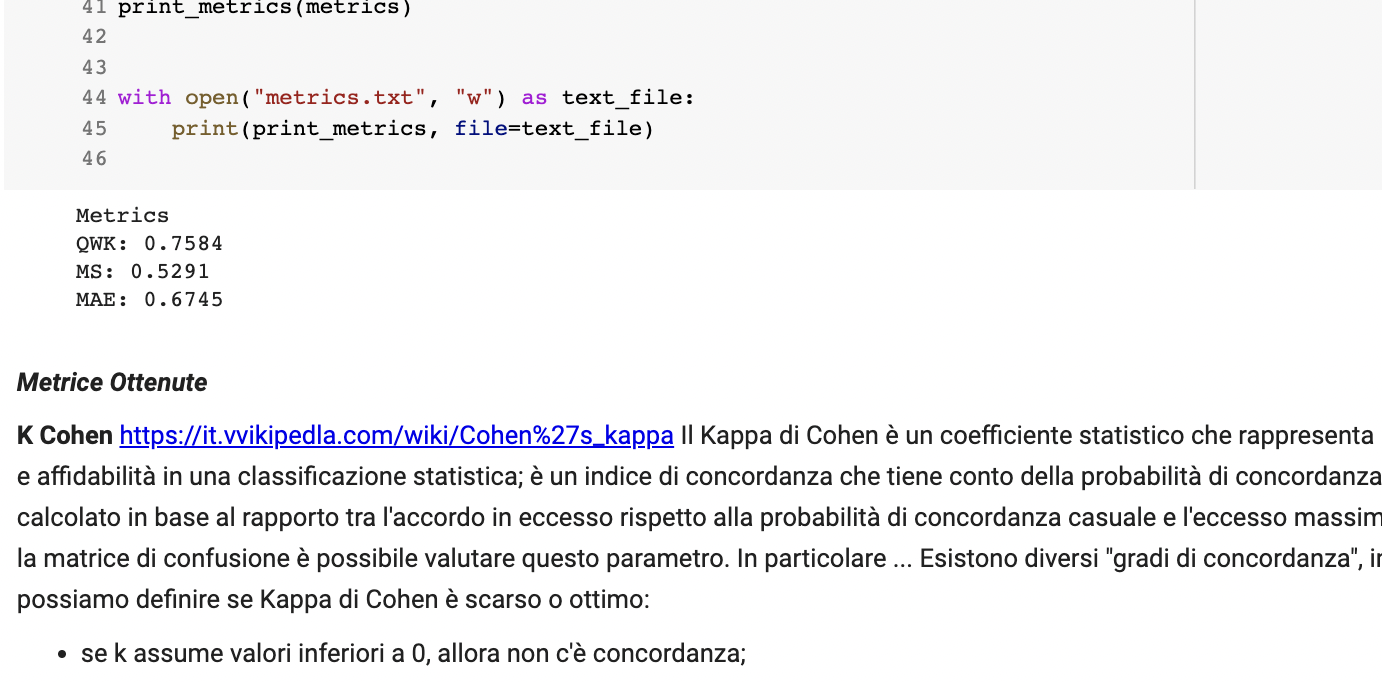 41 print_metrics(metrics)
42
43
44 with open("metrics.txt", "w") as text_file:
45     print(print_metrics, file=text_file)
46
Metrics
QWK: 0.7584
MS: 0.5291
MAE: 0.6745
Metrice Ottenute
K Cohen https://it.vvikipedla.com/wiki/Cohen%27s_kappa Il Kappa di Cohen è un coefficiente statistico che rappresenta
e affidabilità in una classificazione statistica; è un indice di concordanza che tiene conto della probabilità di concordanza
calcolato in base al rapporto tra l'accordo in eccesso rispetto alla probabilità di concordanza casuale e l'eccesso massim
la matrice di confusione è possibile valutare questo parametro. In particolare ... Esistono diversi "gradi di concordanza", in
possiamo definire se Kappa di Cohen è scarso o ottimo:
• se k assume valori inferiori a 0, allora non c'è concordanza;